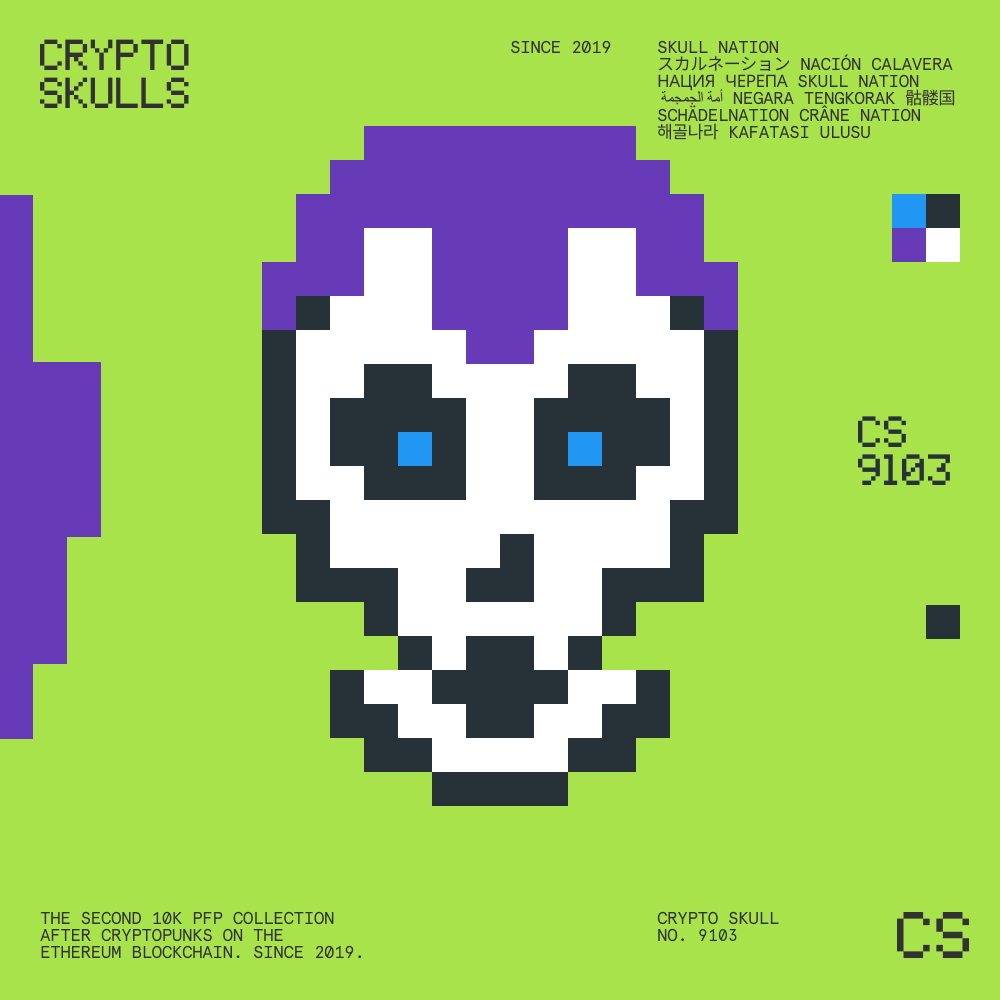 CRYPTO
SKULLS
SINCE 2019
SKULL NATION
スカルネーション NACIÓN CALAVERA
НАЦИЯ ЧЕРЕПА SKULL NATION
أمة الجمجمة NEGARA TENGKORAK 骷髅国
SCHÄDELNATION CRÂNE NATION
해골나라 KAFATASI ULUSU
CS
9103
THE SECOND 10K PFP COLLECTION
AFTER CRYPTOPUNKS ON THE
ETHEREUM BLOCKCHAIN. SINCE 2019.
CRYPTO SKULL
NO. 9103
CS